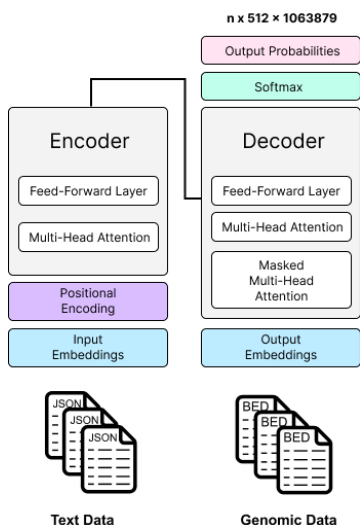 n x 512 × 1063879
Output Probabilities
Softmax
Encoder
Feed-Forward Layer
Multi-Head Attention
Positional
Encoding
Input
Embeddings
Decoder
Feed-Forward Layer
Multi-Head Attention
Masked
Multi-Head
Attention
Output
Embeddings
JSON
JSON
JSON
Text Data
BED
BED
BED
Genomic Data